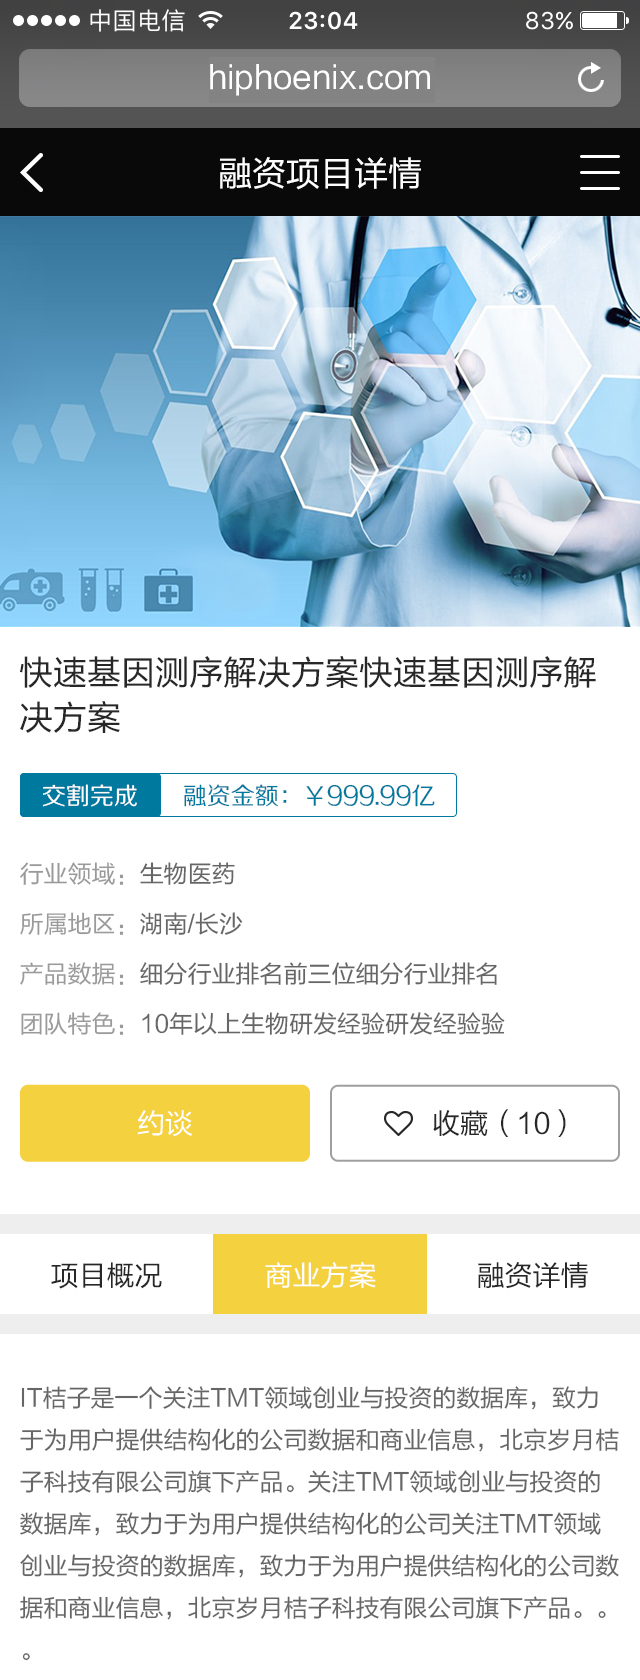 中国电信 23:04 83%
hiphoenix.com
融资项目详情
快速基因测序解决方案快速基因测序解
决方案
交割完成 融资金额：￥999.99亿
行业领域：生物医药
所属地区：湖南/长沙
产品数据：细分行业排名前三位细分行业排名
团队特色：10年以上生物研发经验研发经验验
约谈 收藏（10）
项目概况 商业方案 融资详情
IT桔子是一个关注TMT领域创业与投资的数据库，致力
于为用户提供结构化的公司数据和商业信息，北京岁月桔
子科技有限公司旗下产品。关注TMT领域创业与投资的
数据库，致力于为用户提供结构化的公司关注TMT领域
创业与投资的数据库，致力于为用户提供结构化的公司数
据和商业信息，北京岁月桔子科技有限公司旗下产品。。
。